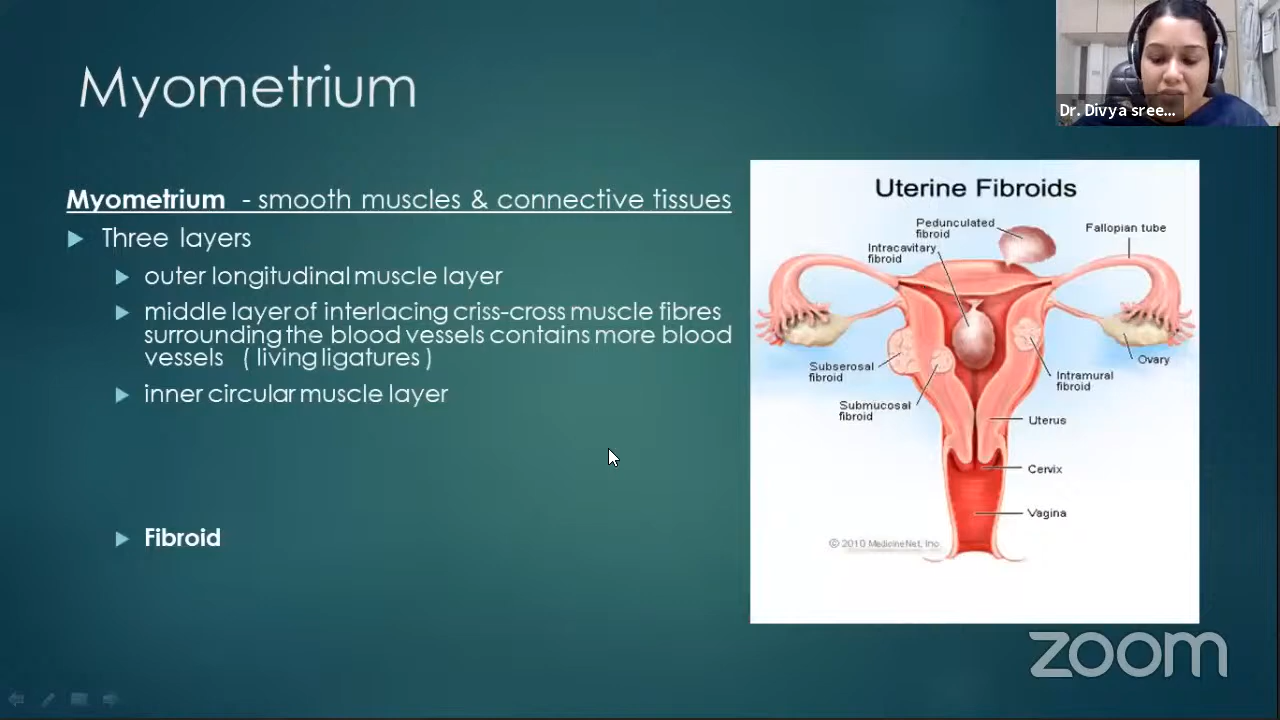 Myometrium
Dr. Divya sree...
Myometrium - smooth muscles & connective tissues
Three layers
outer longitudinal muscle layer
middle layer of interlacing criss-cross muscle fibres
surrounding the blood vessels contains more blood
vessels ( living ligatures )
inner circular muscle layer
Fibroid
Uterine Fibroids
Pedunculated
fibroid
Intracavitary
fibroid
Fallopian tube
Subserosal
fibroid
Submucosal
fibroid
Ovary
Intramural
fibroid
Uterus
Cervix
Vagina
© 2010 MedicineNet, Inc.
zoom